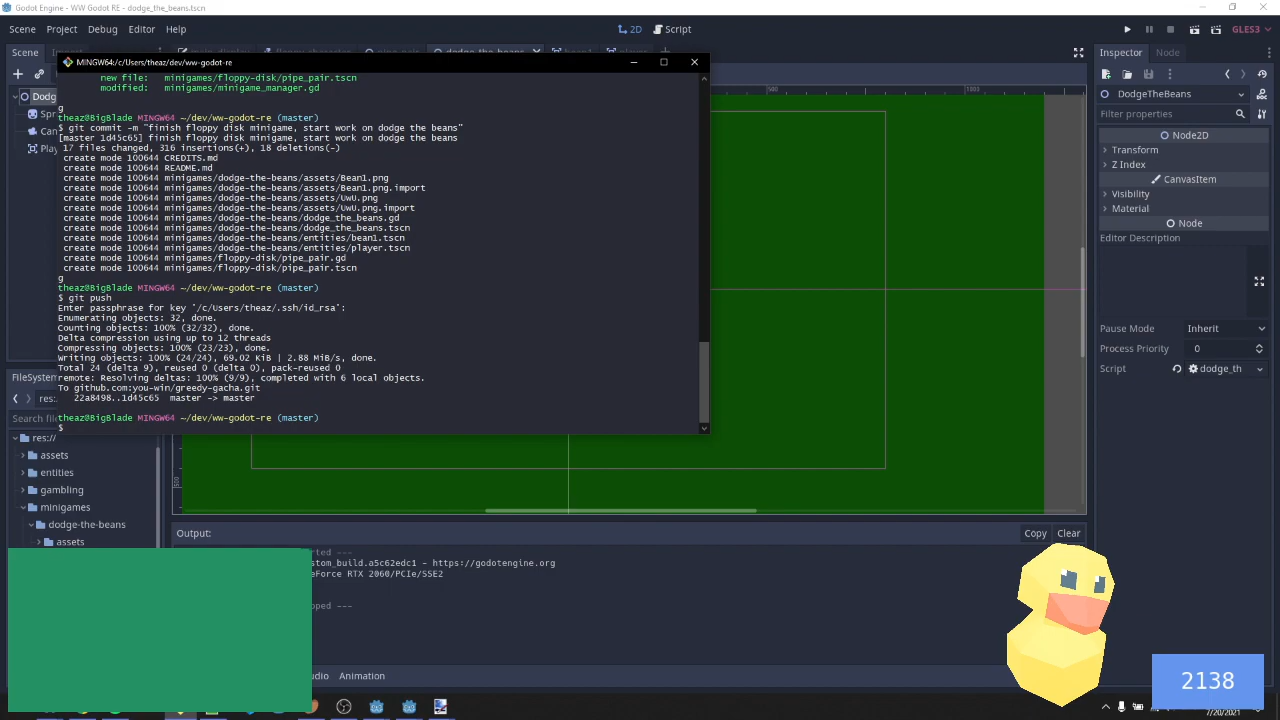 Godot Engine - WW Godot RE - dodge_the_beans.tscn
Scene Project Debug Editor Help
2D Script
GLES3
Scene
Inspector Node
MINGW64:/c/Users/theaz/dev/ww-godot-re
new file: minigames/floppy-disk/pipe_pair.tscn
modified: minigames/minigame_manager.gd
g
theaz@BigBlade MINGW64 ~/dev/ww-godot-re (master)
$ git commit -m "finish floppy disk minigame, start work on dodge the beans"
[master 1d45c65] finish floppy disk minigame, start work on dodge the beans
17 files changed, 316 insertions(+), 18 deletions(-)
create mode 100644 CREDITS.md
create mode 100644 README.md
create mode 100644 minigames/dodge-the-beans/assets/Bean1.png
create mode 100644 minigames/dodge-the-beans/assets/Bean1.png.import
create mode 100644 minigames/dodge-the-beans/assets/UwU.png
create mode 100644 minigames/dodge-the-beans/assets/UwU.png.import
create mode 100644 minigames/dodge-the-beans/dodge_the_beans.gd
create mode 100644 minigames/dodge-the-beans/dodge_the_beans.tscn
create mode 100644 minigames/dodge-the-beans/entities/bean1.tscn
create mode 100644 minigames/dodge-the-beans/entities/player.tscn
create mode 100644 minigames/floppy-disk/pipe_pair.gd
create mode 100644 minigames/floppy-disk/pipe_pair.tscn
g
theaz@BigBlade MINGW64 ~/dev/ww-godot-re (master)
$ git push
Enter passphrase for key '/c/Users/theaz/.ssh/id_rsa':
Enumerating objects: 32, done.
Counting objects: 100% (32/32), done.
Delta compression using up to 12 threads
Compressing objects: 100% (23/23), done.
Writing objects: 100% (24/24), 69.02 KiB | 2.88 MiB/s, done.
Total 24 (delta 9), reused 0 (delta 0), pack-reused 0
remote: Resolving deltas: 100% (9/9), completed with 6 local objects.
To github.com:you-win/greedy-gacha.git
22a8498..1d45c65 master -> master
theaz@BigBlade MINGW64 ~/dev/ww-godot-re (master)
$
Dodg
Spr
Can
Play
500
1000
DodgeTheBeans
Filter properties
Node2D
Transform
Z Index
CanvasItem
Visibility
Material
Node
Editor Description
Pause Mode Inherit
Process Priority 0
Script dodge_th
FileSystem
res:
Search file
res://
assets
entities
gambling
minigames
dodge-the-beans
assets
Output:
Copy Clear
rted ---
stom_build.a5c62edc1 - https://godotengine.org
eForce RTX 2060/PCIe/SSE2
pped ---
udio Animation
2138
7/20/2021